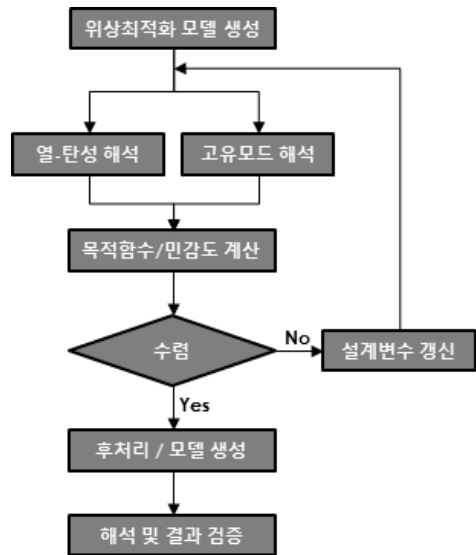 위상최적화 모델 생성
열-탄성 해석
고유모드 해석
목적함수/민감도 계산
수렴
No
설계변수 갱신
Yes
후처리 / 모델 생성
해석 및 결과 검증